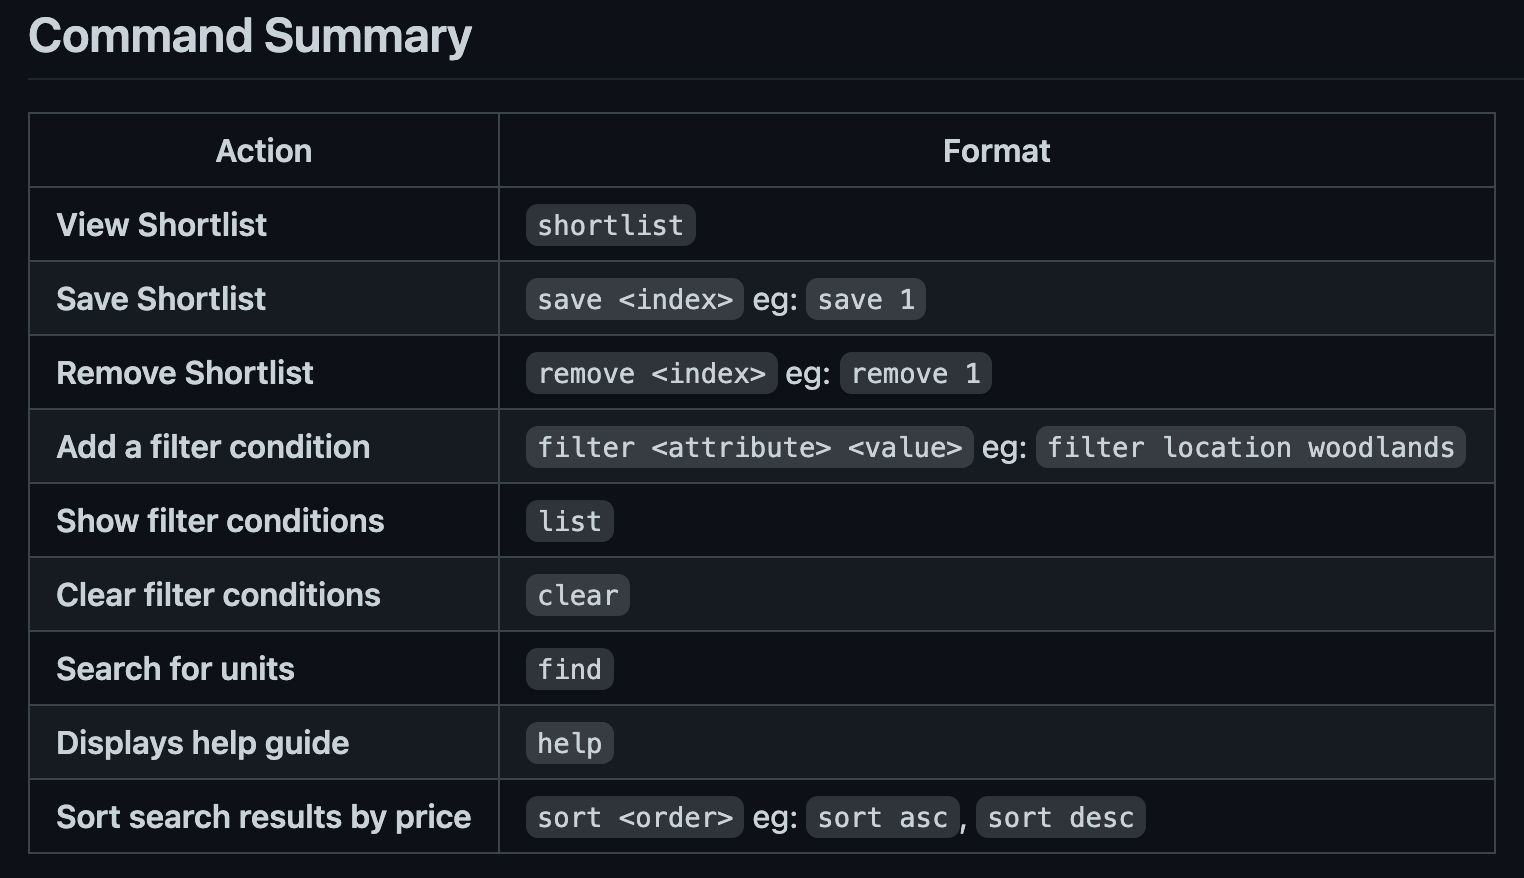 Command Summary
Action Format
View Shortlist shortlist
Save Shortlist save <index> eg: save 1
Remove Shortlist remove <index> eg: remove 1
Add a filter condition filter <attribute> <value> eg: filter location woodlands
Show filter conditions list
Clear filter conditions clear
Search for units find
Displays help guide help
Sort search results by price sort <order> eg: sort asc, sort desc